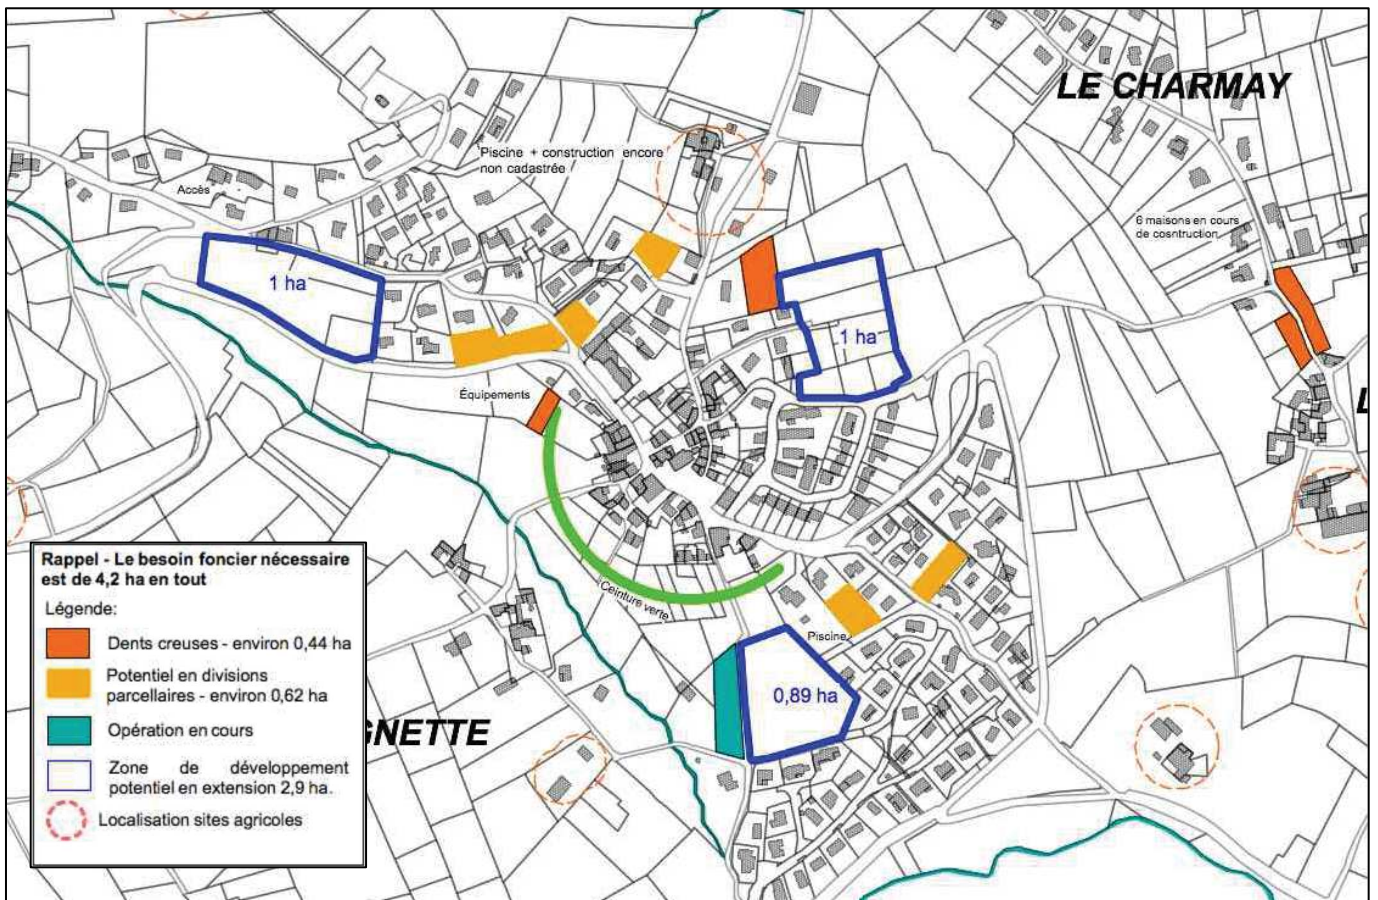 LE CHARMAY
Piscine + construction encore
non cadastrée
Accès
6 maisons en cours
de cosntruction
1 ha
1 ha
Équipements
Ceinture verte
Piscine
0,89 ha
GNETTE
L
Rappel - Le besoin foncier nécessaire
est de 4,2 ha en tout
Légende:
Dents creuses - environ 0,44 ha
Potentiel en divisions
parcellaires - environ 0,62 ha
Opération en cours
Zone de développement
potentiel en extension 2,9 ha.
Localisation sites agricoles